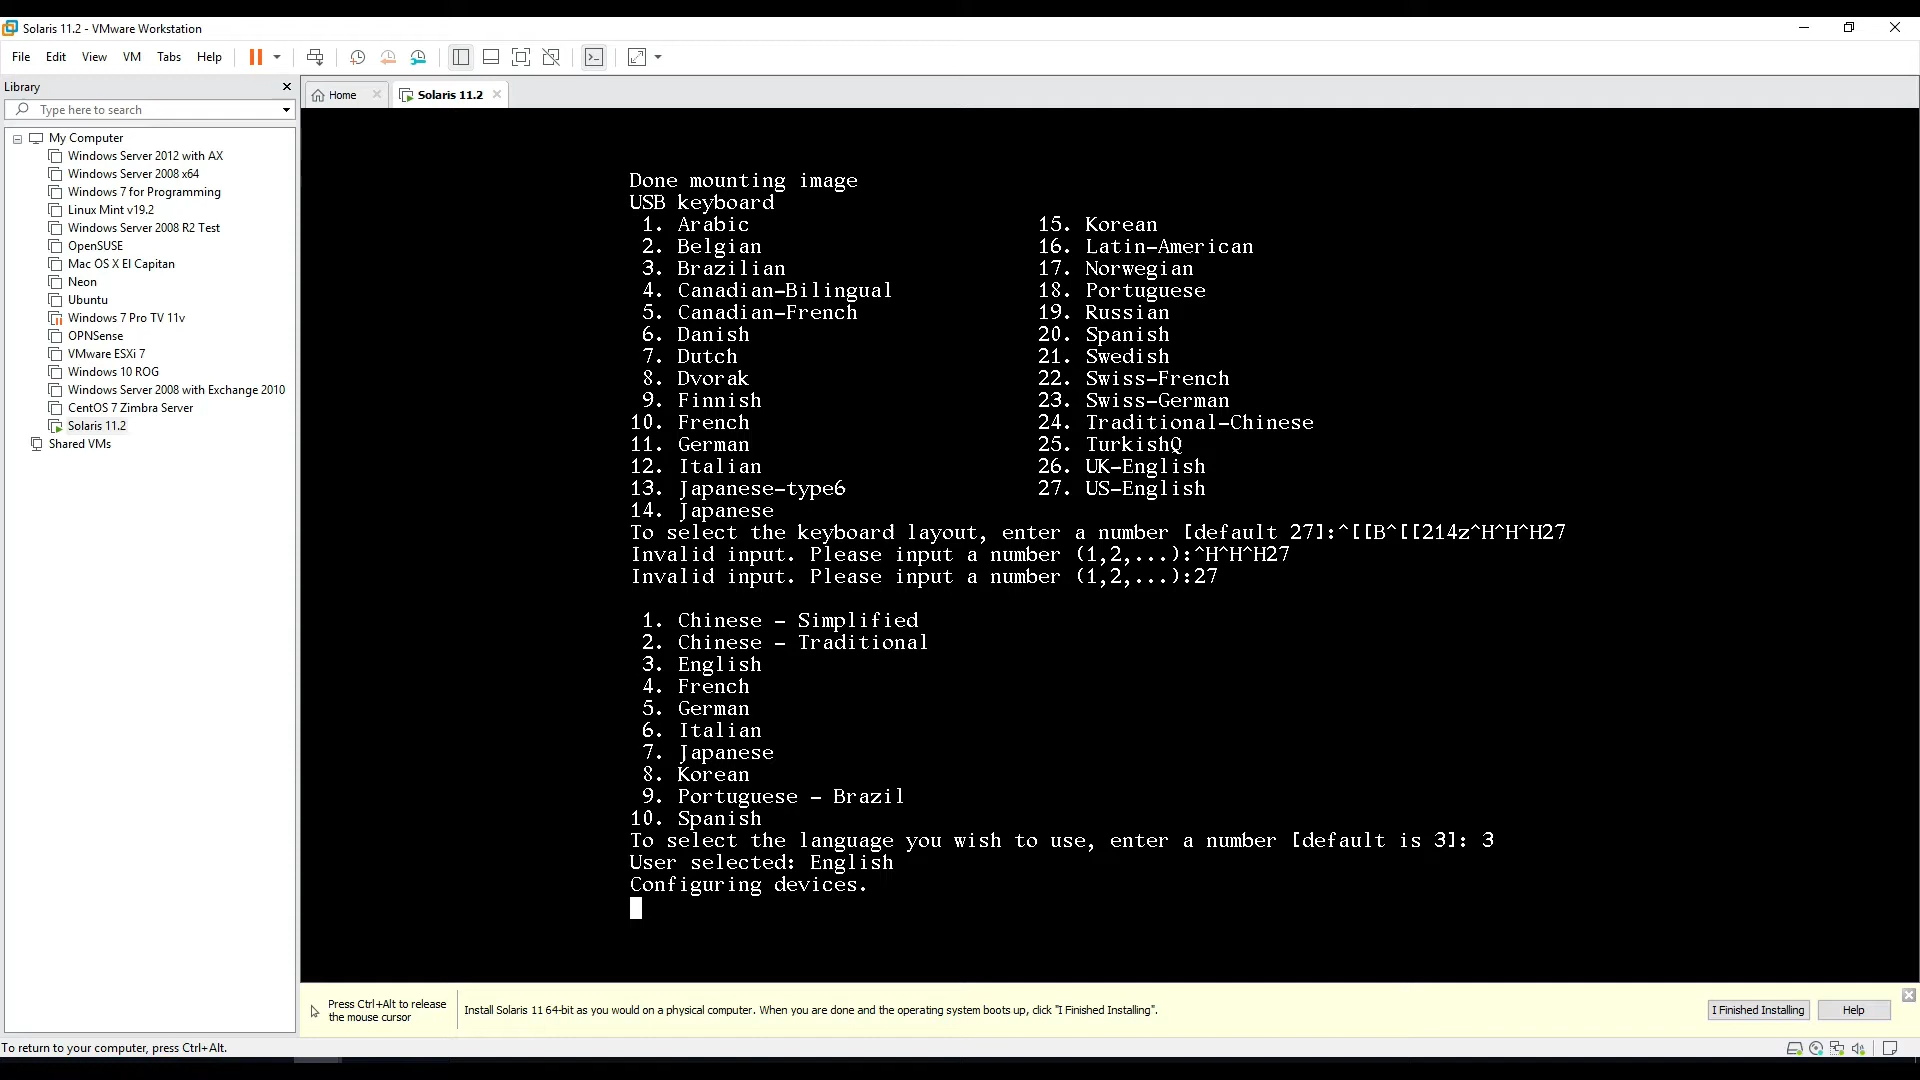 Solaris 11.2 - VMware Workstation
File Edit View VM Tabs Help
Library
Type here to search
My Computer
Windows Server 2012 with AX
Windows Server 2008 x64
Windows 7 for Programming
Linux Mint v19.2
Windows Server 2008 R2 Test
OpenSUSE
Mac OS X El Capitan
Neon
Ubuntu
Windows 7 Pro TV 11v
OPNSense
VMware ESXi 7
Windows 10 ROG
Windows Server 2008 with Exchange 2010
CentOS 7 Zimbra Server
Solaris 11.2
Shared VMs
Home
Solaris 11.2
Done mounting image
USB keyboard
1. Arabic 15. Korean
2. Belgian 16. Latin-American
3. Brazilian 17. Norwegian
4. Canadian-Bilingual 18. Portuguese
5. Canadian-French 19. Russian
6. Danish 20. Spanish
7. Dutch 21. Swedish
8. Dvorak 22. Swiss-French
9. Finnish 23. Swiss-German
10. French 24. Traditional-Chinese
11. German 25. TurkishQ
12. Italian 26. UK-English
13. Japanese-type6 27. US-English
14. Japanese
To select the keyboard layout, enter a number [default 27]:^[[B^[[214z^H^H^H27
Invalid input. Please input a number (1,2,...):^H^H^H27
Invalid input. Please input a number (1,2,...):27
1. Chinese - Simplified
2. Chinese - Traditional
3. English
4. French
5. German
6. Italian
7. Japanese
8. Korean
9. Portuguese - Brazil
10. Spanish
To select the language you wish to use, enter a number [default is 3]: 3
User selected: English
Configuring devices.
Press Ctrl+Alt to release
the mouse cursor
Install Solaris 11 64-bit as you would on a physical computer. When you are done and the operating system boots up, click "I Finished Installing".
I Finished Installing
Help
To return to your computer, press Ctrl+Alt.